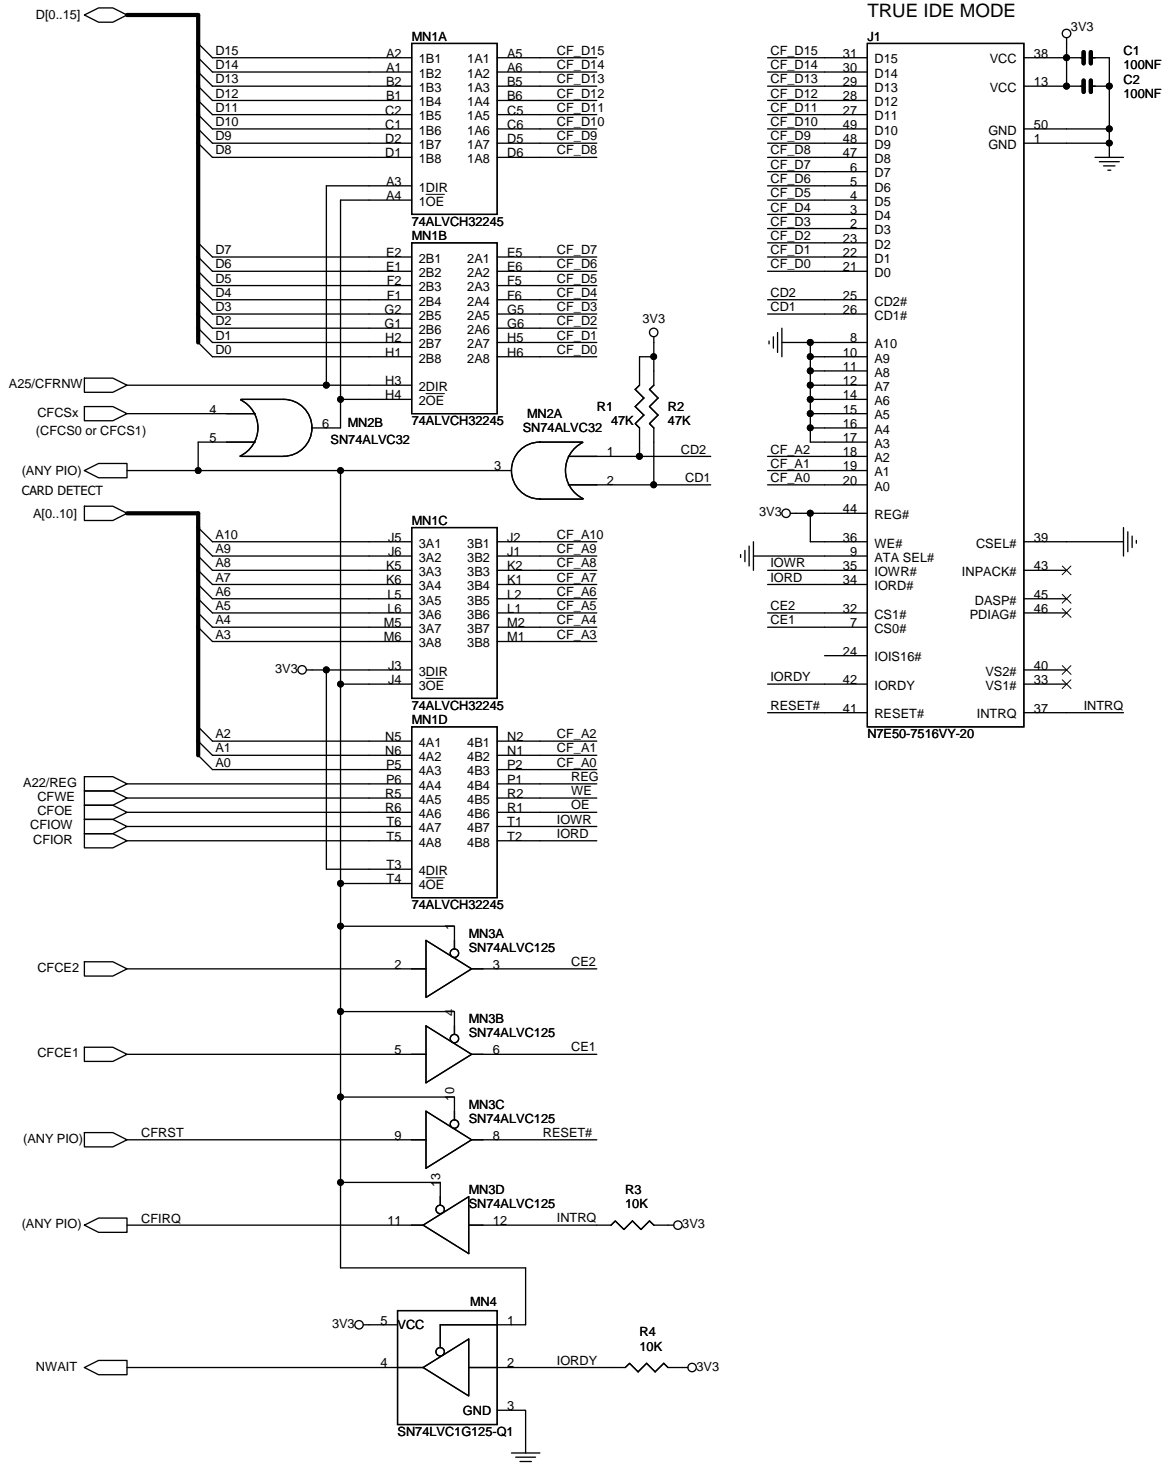 TRUE IDE MODE
D[0..15]
MN1A
D15 A2 1B1 1A1 A5 CF_D15
D14 A1 1B2 1A2 A6 CF_D14
D13 B2 1B3 1A3 B5 CF_D13
D12 B1 1B4 1A4 B6 CF_D12
D11 C2 1B5 1A5 C5 CF_D11
D10 C1 1B6 1A6 C6 CF_D10
D9 D2 1B7 1A7 D5 CF_D9
D8 D1 1B8 1A8 D6 CF_D8
A3 1DIR
A4 1OE
74ALVCH32245
MN1B
D7 E2 2B1 2A1 E5 CF_D7
D6 E1 2B2 2A2 E6 CF_D6
D5 F2 2B3 2A3 F5 CF_D5
D4 F1 2B4 2A4 F6 CF_D4
D3 G2 2B5 2A5 G5 CF_D3
D2 G1 2B6 2A6 G6 CF_D2
D1 H2 2B7 2A7 H5 CF_D1
D0 H1 2B8 2A8 H6 CF_D0
A25/CFRNW H3 2DIR
H4 2OE
74ALVCH32245
CFCSx 4
(CFCS0 or CFCS1)
5
6 MN2B
SN74ALVC32
3V3
R1
47K
R2
47K
MN2A
SN74ALVC32
1 CD2
2 CD1
3
(ANY PIO)
CARD DETECT
A[0..10]
MN1C
A10 J5 3A1 3B1 J2 CF_A10
A9 J6 3A2 3B2 J1 CF_A9
A8 K5 3A3 3B3 K2 CF_A8
A7 K6 3A4 3B4 K1 CF_A7
A6 L5 3A5 3B5 L2 CF_A6
A5 L6 3A6 3B6 L1 CF_A5
A4 M5 3A7 3B7 M2 CF_A4
A3 M6 3A8 3B8 M1 CF_A3
3V3 J3 3DIR
J4 3OE
74ALVCH32245
MN1D
A2 N5 4A1 4B1 N2 CF_A2
A1 N6 4A2 4B2 N1 CF_A1
A0 P5 4A3 4B3 P2 CF_A0
A22/REG P6 4A4 4B4 P1 REG
CFWE R5 4A5 4B5 R2 WE
CFOE R6 4A6 4B6 R1 OE
CFIOW T6 4A7 4B7 T1 IOWR
CFIOR T5 4A8 4B8 T2 IORD
T3 4DIR
T4 4OE
74ALVCH32245
1 MN3A
SN74ALVC125
CFCE2 2 3 CE2
4 MN3B
SN74ALVC125
CFCE1 5 6 CE1
10 MN3C
SN74ALVC125
(ANY PIO) CFRST 9 8 RESET#
13 MN3D
SN74ALVC125
R3
10K
(ANY PIO) CFIRQ 11 12 INTRQ 3V3
MN4
3V3 5 VCC 1
R4
10K
NWAIT 4 2 IORDY 3V3
GND 3
SN74LVC1G125-Q1
J1
3V3
CF_D15 31 D15 VCC 38
C1
100NF
CF_D14 30 D14
CF_D13 29 D13 VCC 13
C2
100NF
CF_D12 28 D12
CF_D11 27 D11
CF_D10 49 D10 GND 50
CF_D9 48 D9 GND 1
CF_D8 47 D8
CF_D7 6 D7
CF_D6 5 D6
CF_D5 4 D5
CF_D4 3 D4
CF_D3 2 D3
CF_D2 23 D2
CF_D1 22 D1
CF_D0 21 D0
CD2 25 CD2#
CD1 26 CD1#
8 A10
10 A9
11 A8
12 A7
14 A6
15 A5
16 A4
17 A3
CF_A2 18 A2
CF_A1 19 A1
CF_A0 20 A0
3V3 44 REG#
36 WE# CSEL# 39
9 ATA SEL#
IOWR 35 IOWR# INPACK# 43
IORD 34 IORD#
DASP# 45
CE2 32 CS1# PDIAG# 46
CE1 7 CS0#
24 IOIS16#
VS2# 40
IORDY 42 IORDY VS1# 33
RESET# 41 RESET# INTRQ 37 INTRQ
N7E50-7516VY-20